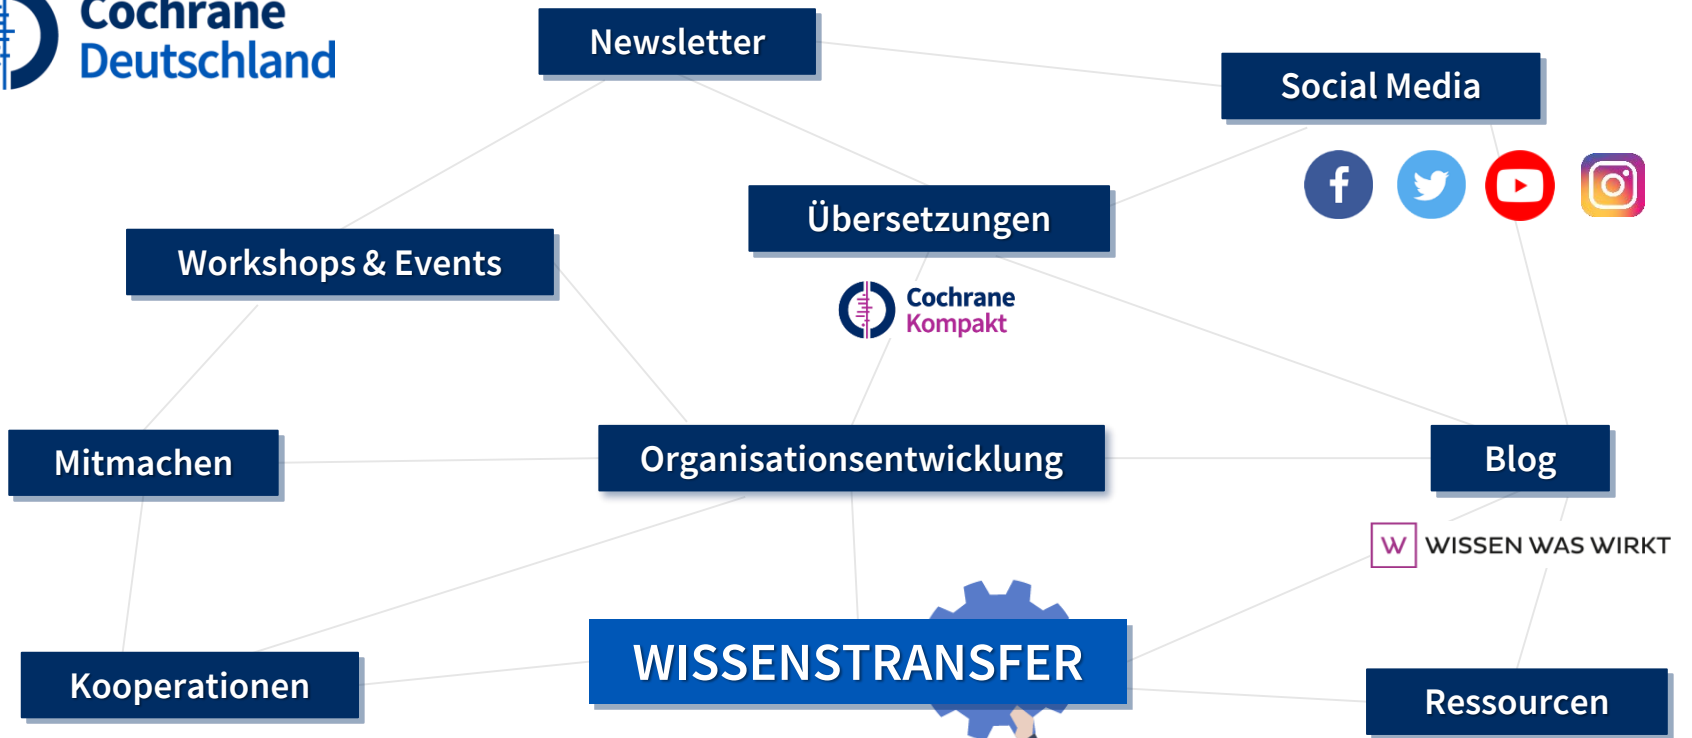 Cochrane
Deutschland
Newsletter
Social Media
Übersetzungen
Workshops & Events
Cochrane
Kompakt
Mitmachen
Organisationsentwicklung
Blog
W WISSEN WAS WIRKT
WISSENSTRANSFER
Kooperationen
Ressourcen